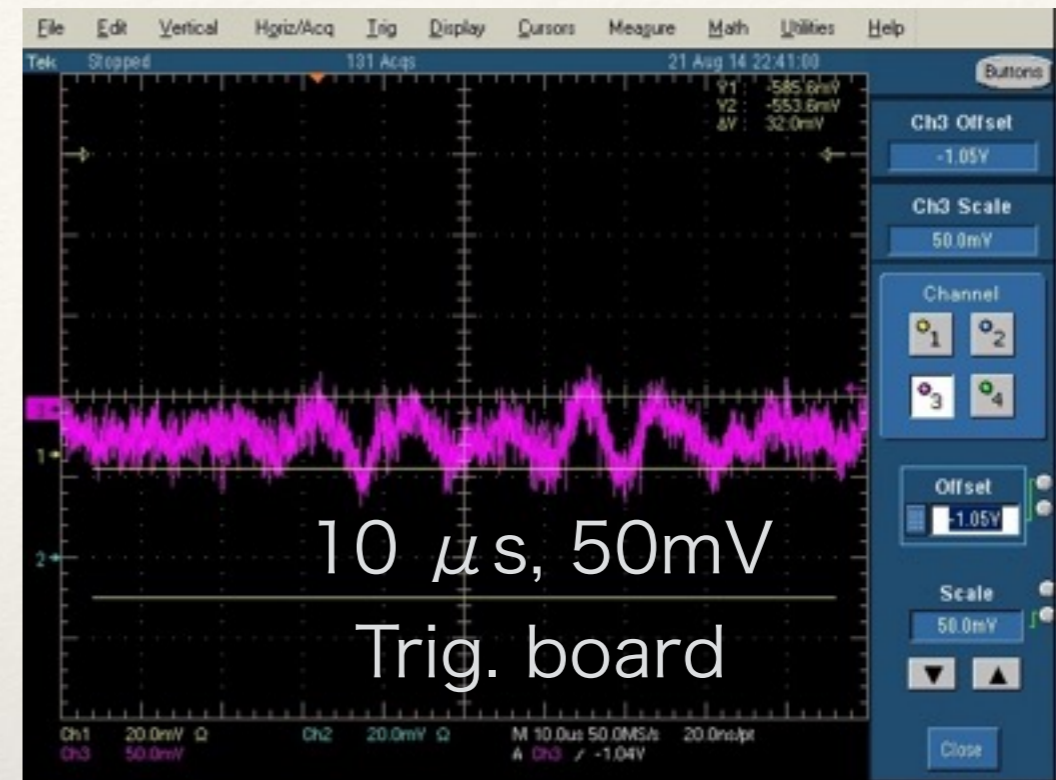 File Edit Vertical Horiz/Acq Trig Display Cursors Measure Math Utilities Help
Tek Stopped 131 Acqs 21 Aug 14 22:41:00 Buttons
V1: -585.6mV
V2: -553.6mV
ΔV: 32.0mV
Ch3 Offset
-1.05V
Ch3 Scale
50.0mV
Channel
1 2
3 4
3
1
2
Offset
-1.05V
Scale
50.0mV
10 μs, 50mV
Trig. board
Ch1 20.0mV Ω Ch2 20.0mV Ω M 10.0us 50.0MS/s 20.0ns/pt
Ch3 50.0mV A Ch3 / -1.04V
Close